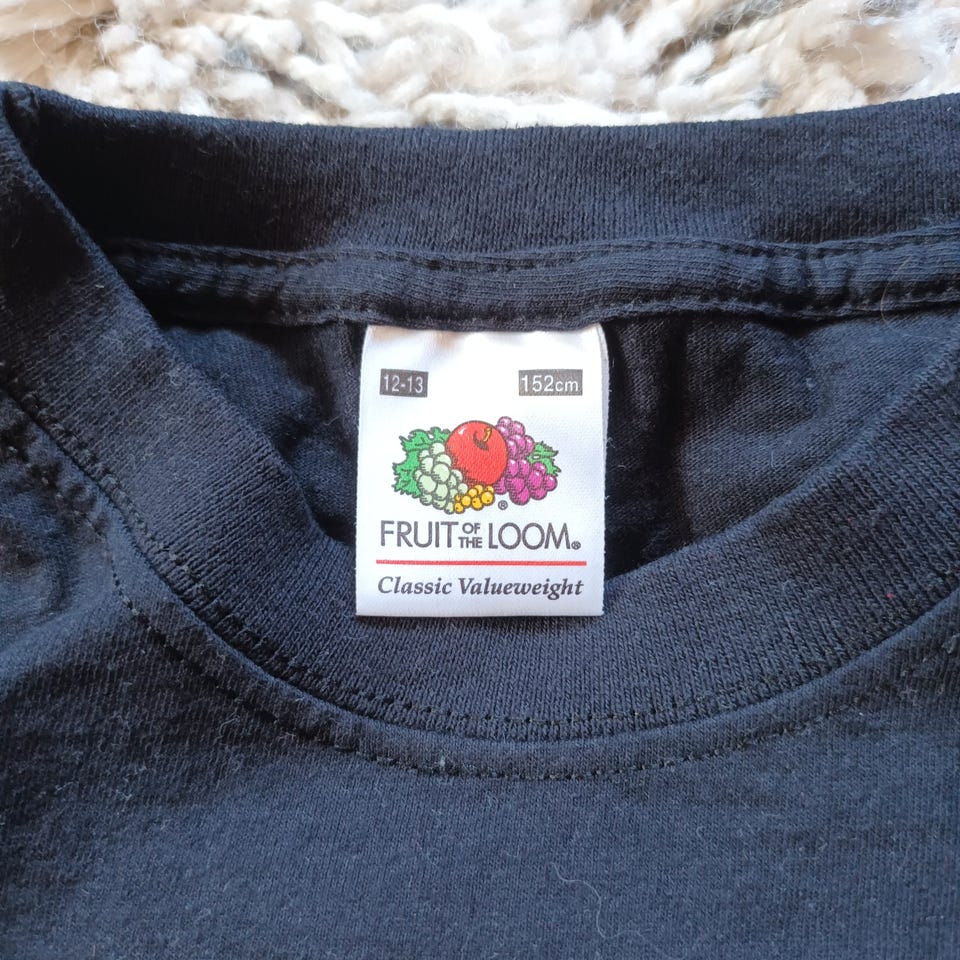 12-13 152cm
®
FRUIT OF THE LOOM®
Classic Valueweight